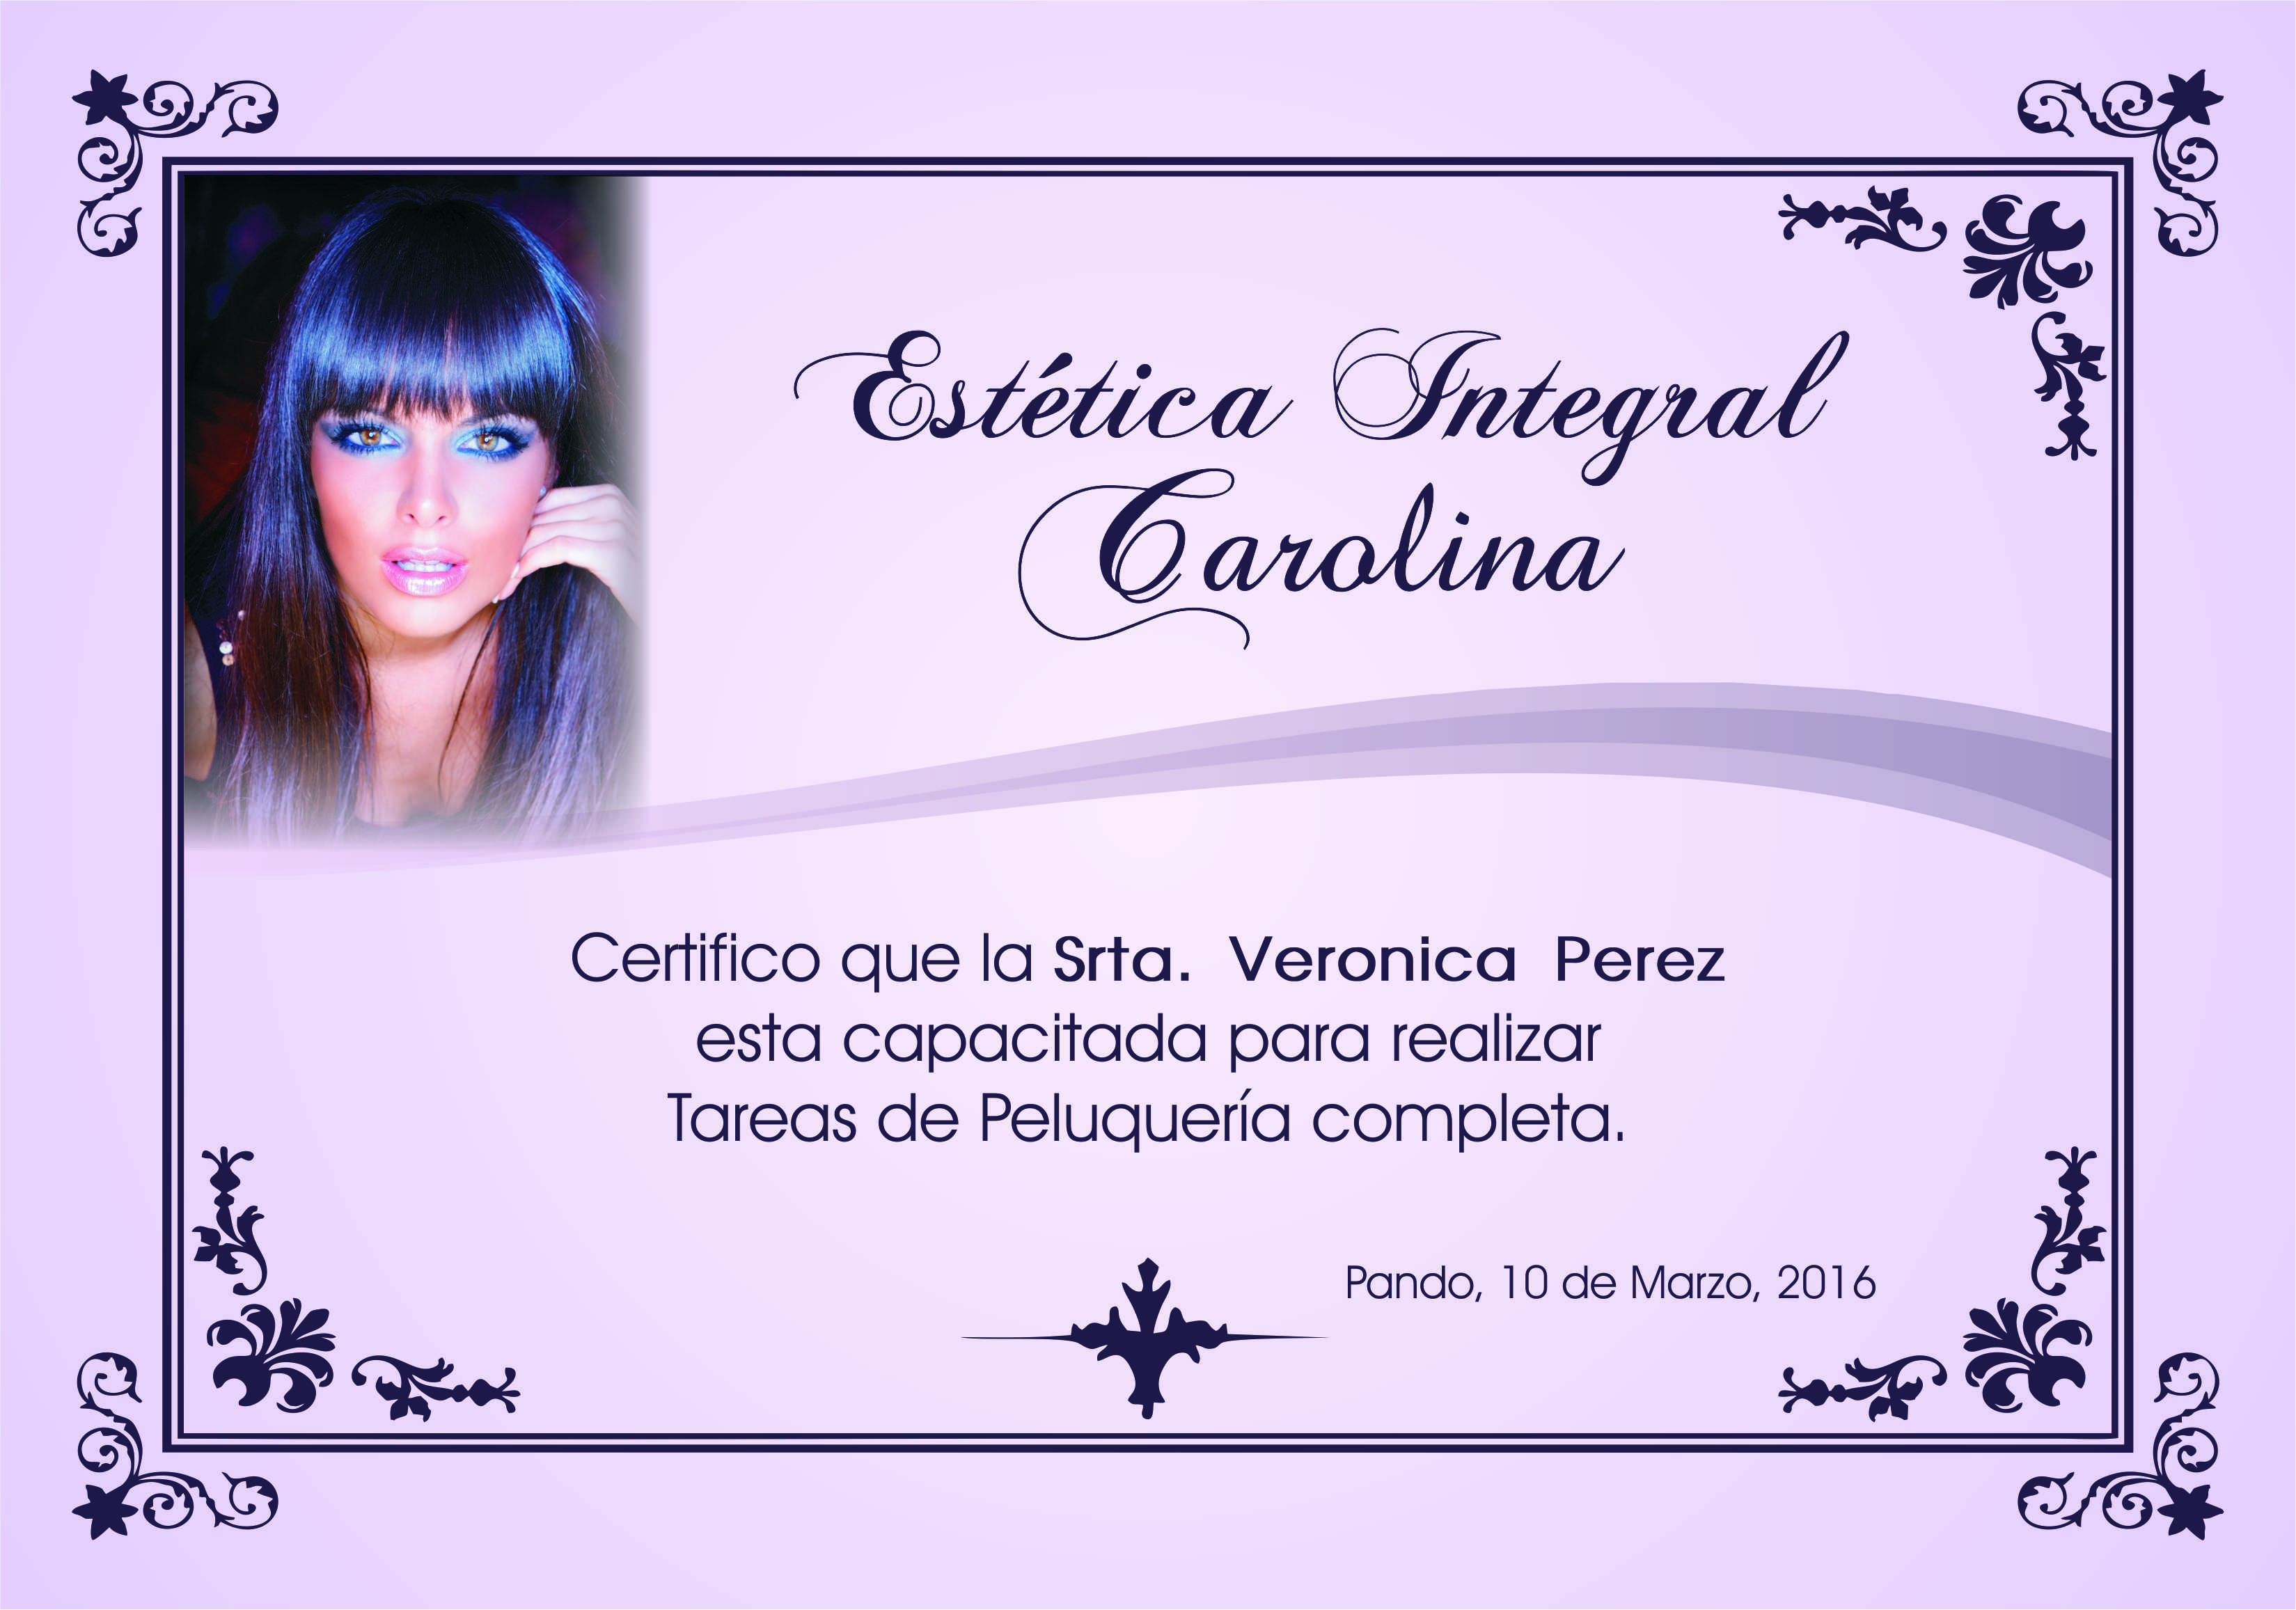 Estética Integral
Carolina
Certifico que la Srta. Veronica Perez
esta capacitada para realizar
Tareas de Peluquería completa.
Pando, 10 de Marzo, 2016